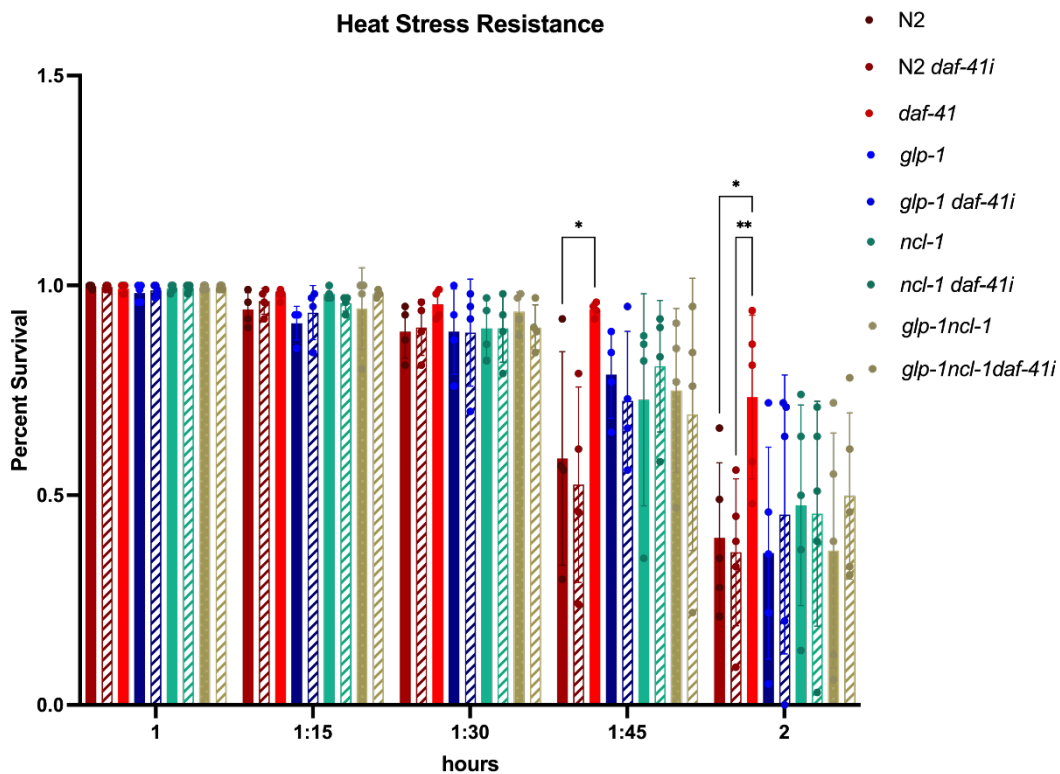 Heat Stress Resistance
N2
N2 daf-41i
daf-41
glp-1
glp-1 daf-41i
ncl-1
ncl-1 daf-41i
glp-1ncl-1
glp-1ncl-1daf-41i
Percent Survival
1.5
1.0
0.5
0.0
*
*
**
1
1:15
1:30
1:45
2
hours